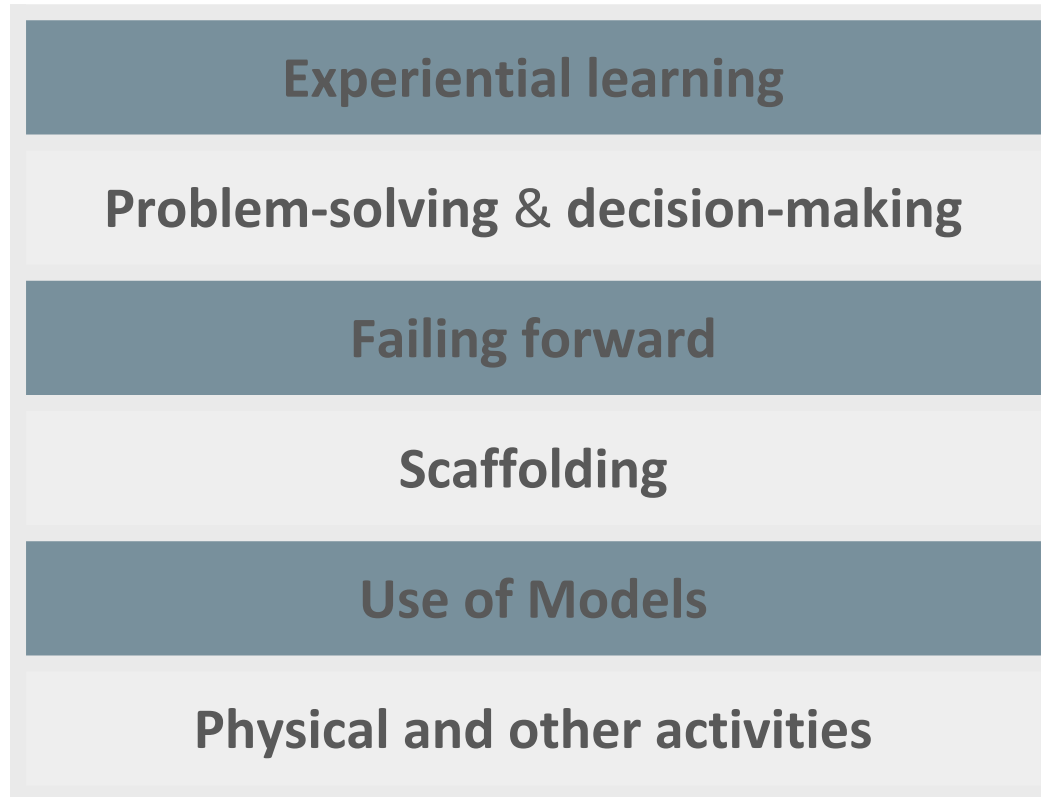 Experiential learning
Problem-solving & decision-making
Failing forward
Scaffolding
Use of Models
Physical and other activities